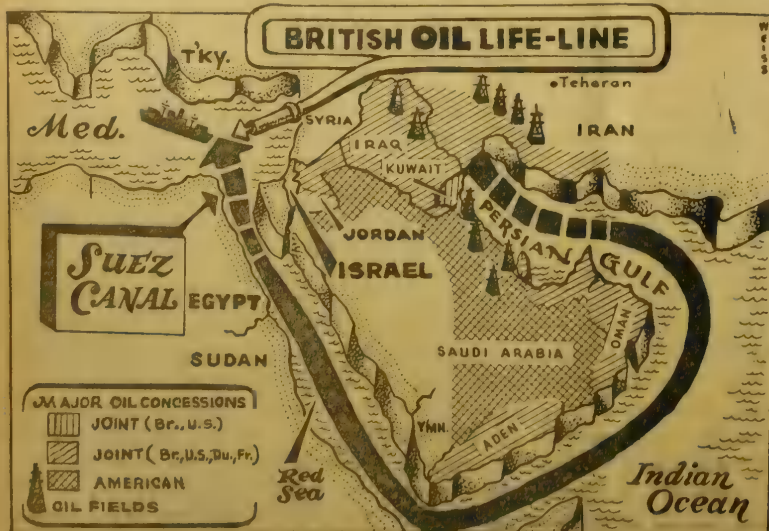 BRITISH OIL LIFE-LINE
Weiss
T'KY.
Teheran
Med.
SYRIA
IRAN
IRAQ
KUWAIT
JORDAN
PERSIAN GULF
ISRAEL
SUEZ
CANAL
EGYPT
SUDAN
SAUDI ARABIA
OMAN
YMN.
ADEN
Red
Sea
Indian
Ocean
MAJOR OIL CONCESSIONS
JOINT (Br., U.S.)
JOINT (Br., U.S., Du., Fr.)
AMERICAN
OIL FIELDS